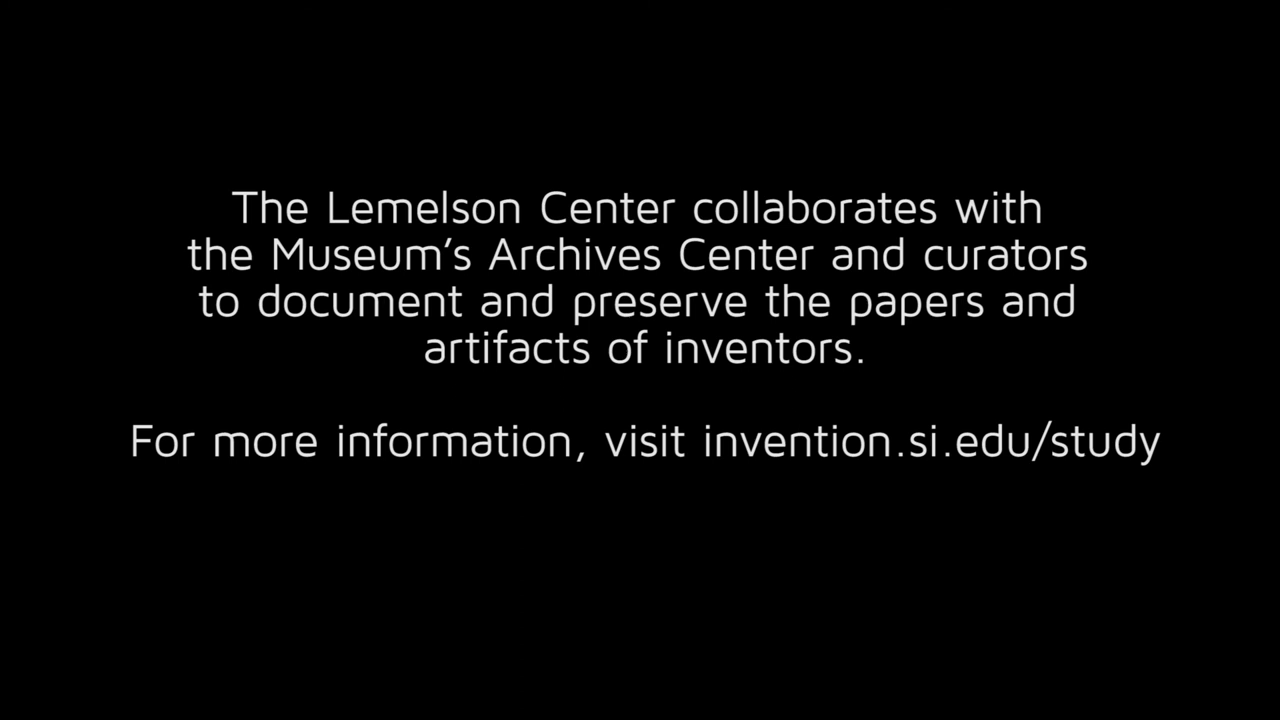 The Lemelson Center collaborates with
the Museum’s Archives Center and curators
to document and preserve the papers and
artifacts of inventors.
For more information, visit invention.si.edu/study